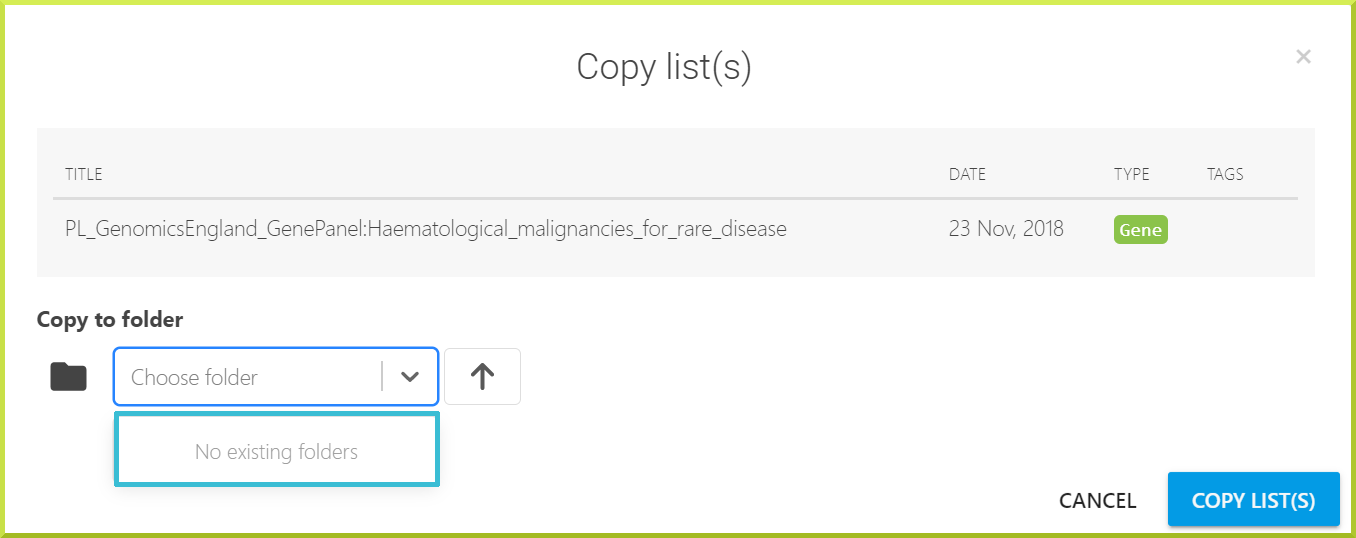 Copy list(s)
×
TITLE DATE TYPE TAGS
PL_GenomicsEngland_GenePanel:Haematological_malignancies_for_rare_disease 23 Nov, 2018 Gene
Copy to folder
Choose folder
No existing folders
CANCEL COPY LIST(S)